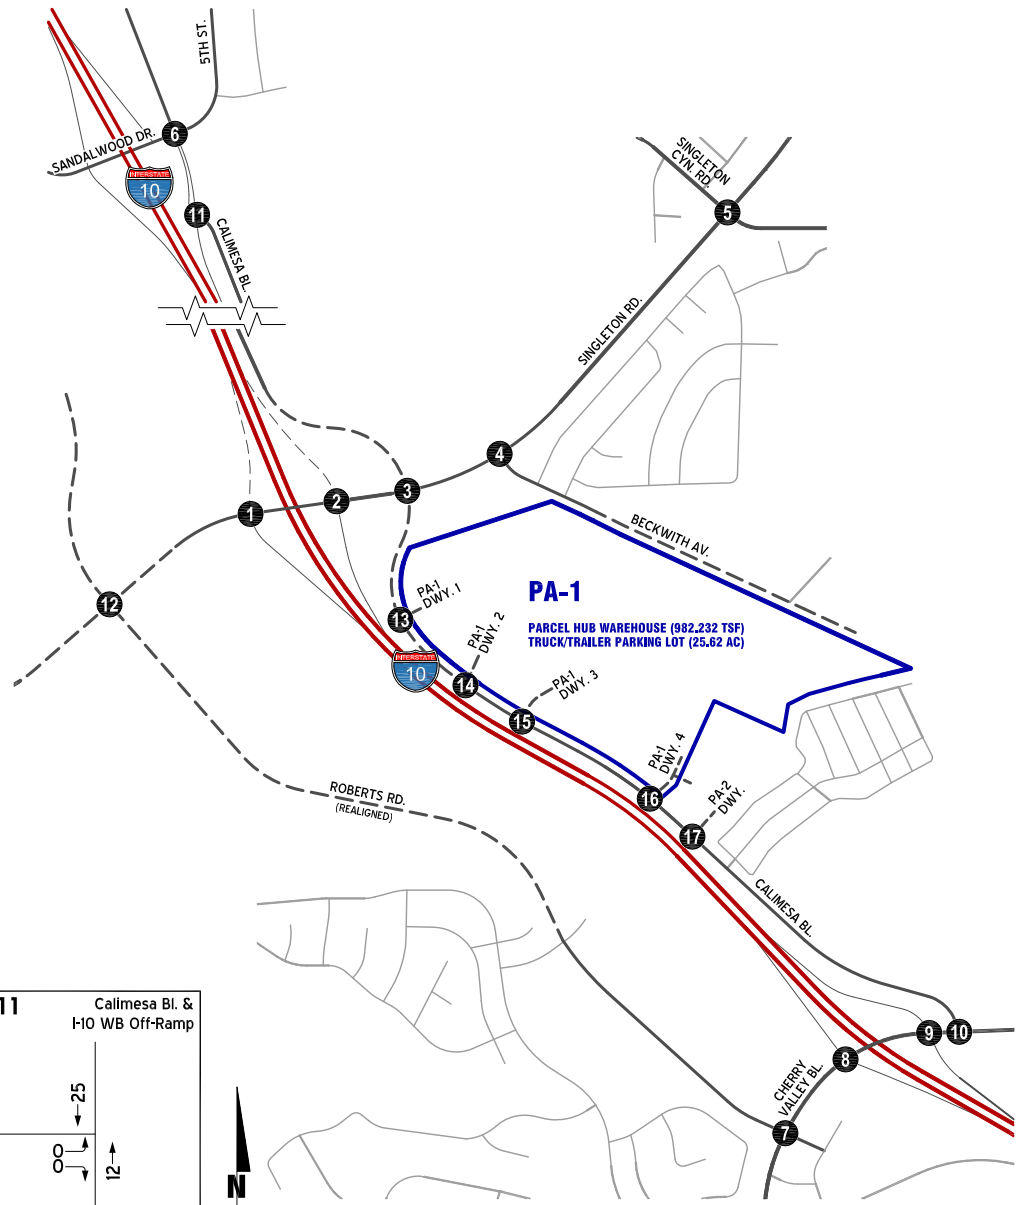 5TH ST.
SANDALWOOD DR.
6
INTERSTATE
10
11
CALIMESA BL.
SINGLETON
CYN. RD.
5
SINGLETON RD.
4
3
2
1
BECKWITH AV.
12
13
PA-1
DWY. 1
PA-1
DWY. 2
PA-1
PARCEL HUB WAREHOUSE (982.232 TSF)
TRUCK/TRAILER PARKING LOT (25.62 AC)
INTERSTATE
10
14
PA-1
DWY. 3
15
PA-1
DWY. 4
16
PA-2
DWY.
17
ROBERTS RD.
(REALIGNED)
CALIMESA BL.
9
10
8
CHERRY
VALLEY BL.
7
11
Calimesa Bl. &
I-10 WB Off-Ramp
25
0
0
12
N